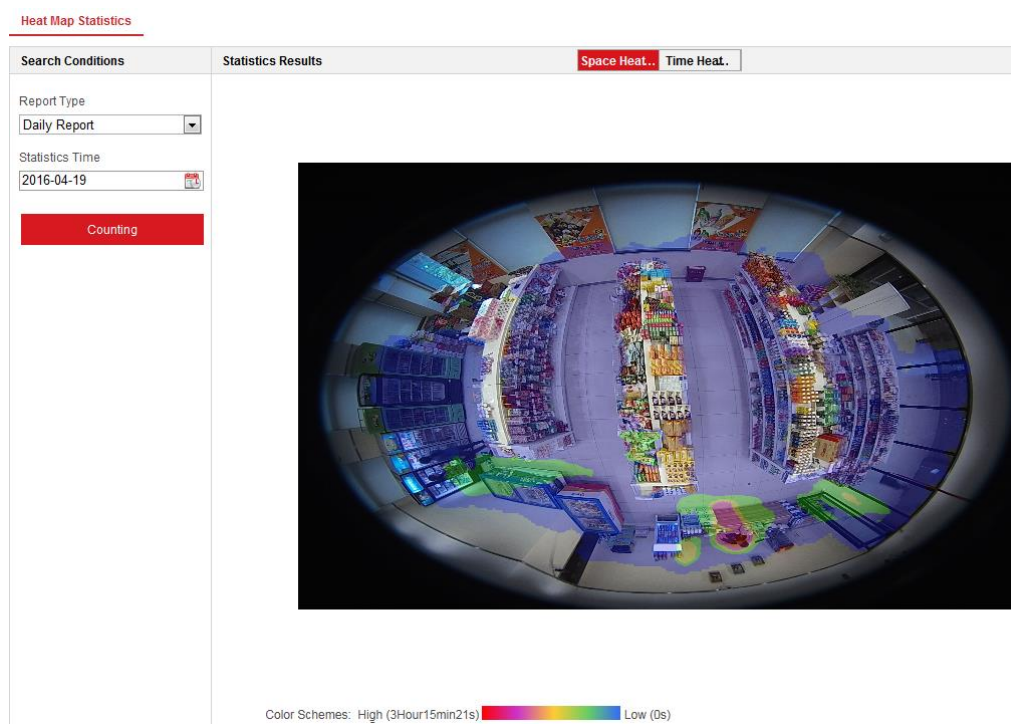 Heat Map Statistics
Search Conditions
Statistics Results
Space Heat...
Time Heat..
Report Type
Daily Report
Statistics Time
2016-04-19
Counting
Color Schemes: High (3Hour15min21s)
Low (0s)